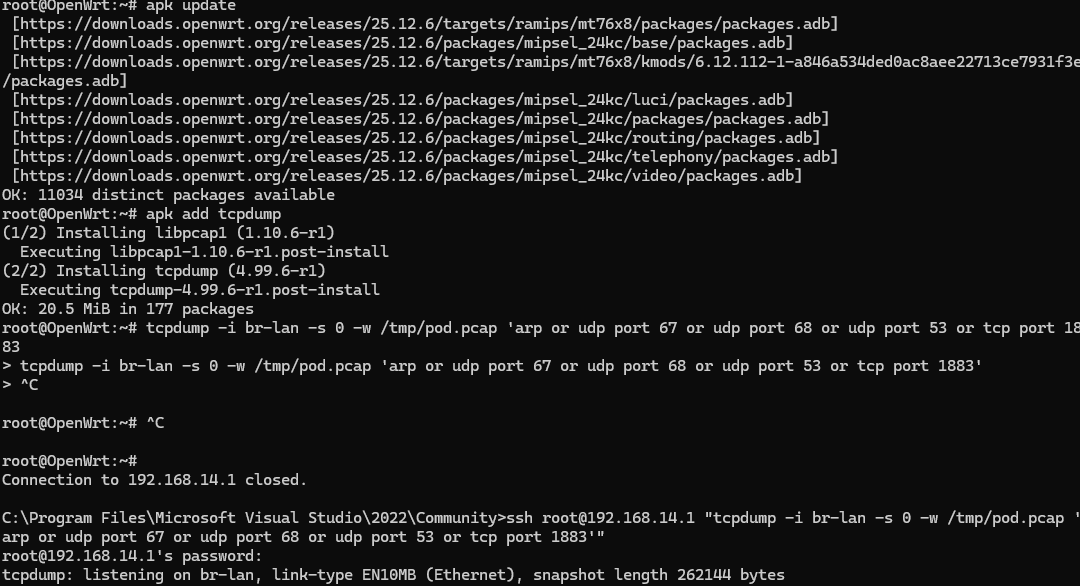 root@OpenWrt:~# apk update
 [https://downloads.openwrt.org/releases/25.12.6/targets/ramips/mt76x8/packages/packages.adb]
 [https://downloads.openwrt.org/releases/25.12.6/packages/mipsel_24kc/base/packages.adb]
 [https://downloads.openwrt.org/releases/25.12.6/targets/ramips/mt76x8/kmods/6.12.112-1-a846a534ded0ac8aee22713ce7931f3e
/packages.adb]
 [https://downloads.openwrt.org/releases/25.12.6/packages/mipsel_24kc/luci/packages.adb]
 [https://downloads.openwrt.org/releases/25.12.6/packages/mipsel_24kc/packages/packages.adb]
 [https://downloads.openwrt.org/releases/25.12.6/packages/mipsel_24kc/routing/packages.adb]
 [https://downloads.openwrt.org/releases/25.12.6/packages/mipsel_24kc/telephony/packages.adb]
 [https://downloads.openwrt.org/releases/25.12.6/packages/mipsel_24kc/video/packages.adb]
OK: 11034 distinct packages available
root@OpenWrt:~# apk add tcpdump
(1/2) Installing libpcap1 (1.10.6-r1)
  Executing libpcap1-1.10.6-r1.post-install
(2/2) Installing tcpdump (4.99.6-r1)
  Executing tcpdump-4.99.6-r1.post-install
OK: 20.5 MiB in 177 packages
root@OpenWrt:~# tcpdump -i br-lan -s 0 -w /tmp/pod.pcap 'arp or udp port 67 or udp port 68 or udp port 53 or tcp port 18
83
> tcpdump -i br-lan -s 0 -w /tmp/pod.pcap 'arp or udp port 67 or udp port 68 or udp port 53 or tcp port 1883'
> ^C

root@OpenWrt:~# ^C

root@OpenWrt:~#
Connection to 192.168.14.1 closed.

C:\Program Files\Microsoft Visual Studio\2022\Community>ssh root@192.168.14.1 "tcpdump -i br-lan -s 0 -w /tmp/pod.pcap '
arp or udp port 67 or udp port 68 or udp port 53 or tcp port 1883'"
root@192.168.14.1's password:
tcpdump: listening on br-lan, link-type EN10MB (Ethernet), snapshot length 262144 bytes